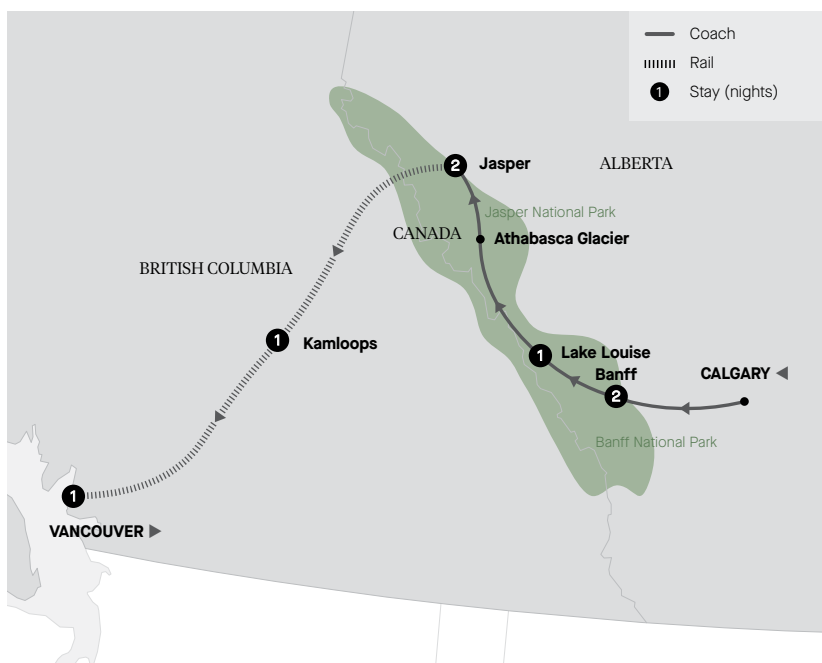 Coach
Rail
1 Stay (nights)
2 Jasper
ALBERTA
Jasper National Park
CANADA
Athabasca Glacier
BRITISH COLUMBIA
1 Kamloops
1 Lake Louise
Banff
2
CALGARY
Banff National Park
1
VANCOUVER